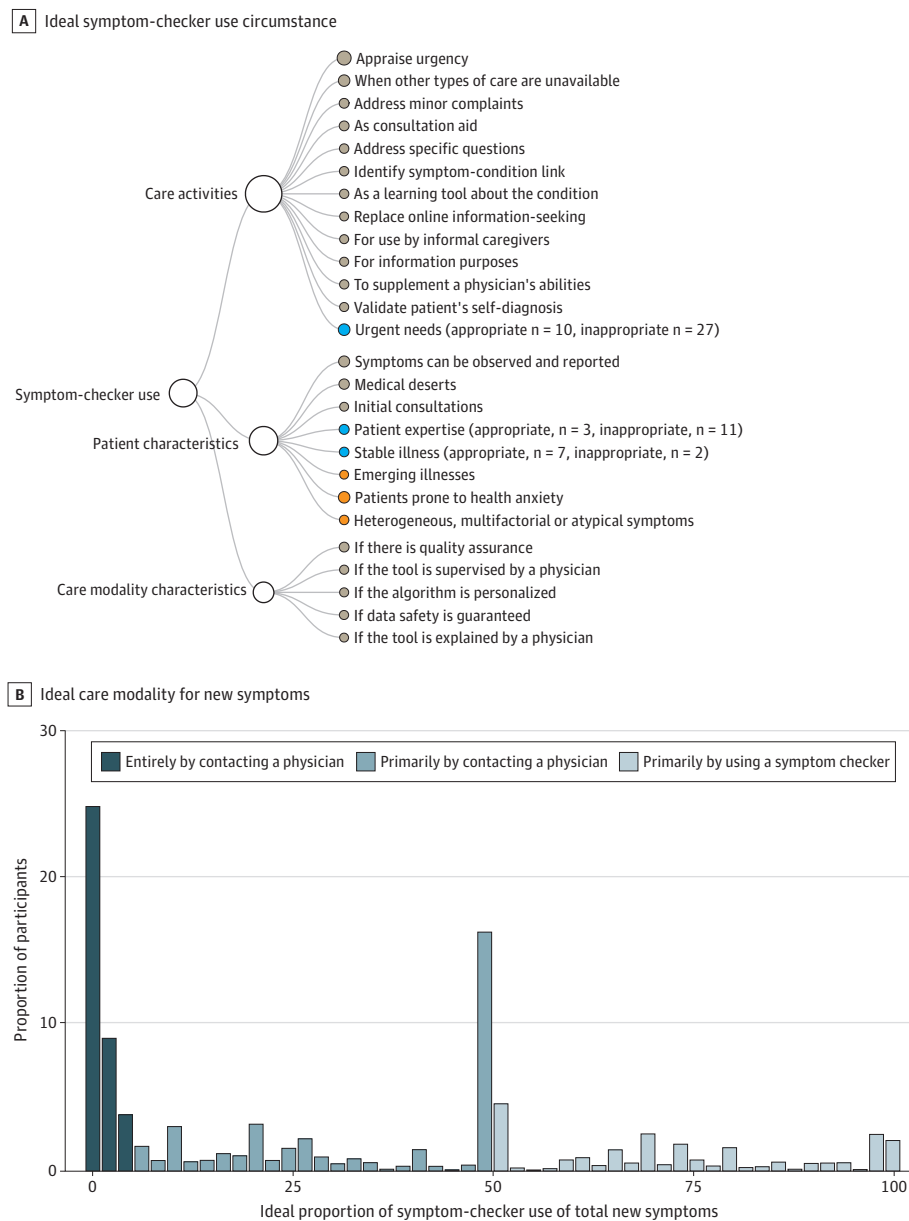 A Ideal symptom-checker use circumstance
Appraise urgency
When other types of care are unavailable
Address minor complaints
As consultation aid
Address specific questions
Identify symptom-condition link
Care activities
As a learning tool about the condition
Replace online information-seeking
For use by informal caregivers
For information purposes
To supplement a physician's abilities
Validate patient's self-diagnosis
Urgent needs (appropriate n = 10, inappropriate n = 27)
Symptom-checker use
Symptoms can be observed and reported
Medical deserts
Initial consultations
Patient characteristics
Patient expertise (appropriate, n = 3, inappropriate, n = 11)
Stable illness (appropriate, n = 7, inappropriate, n = 2)
Emerging illnesses
Patients prone to health anxiety
Heterogeneous, multifactorial or atypical symptoms
If there is quality assurance
If the tool is supervised by a physician
Care modality characteristics
If the algorithm is personalized
If data safety is guaranteed
If the tool is explained by a physician
B Ideal care modality for new symptoms
30
Entirely by contacting a physician Primarily by contacting a physician Primarily by using a symptom checker
20
Proportion of participants
10
0
0 25 50 75 100
Ideal proportion of symptom-checker use of total new symptoms